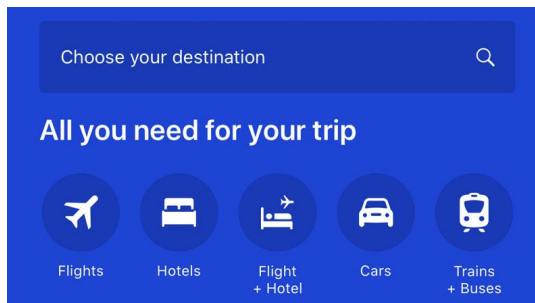 Choose your destination
All you need for your trip
Flights
Hotels
Flight
+ Hotel
Cars
Trains
+ Buses